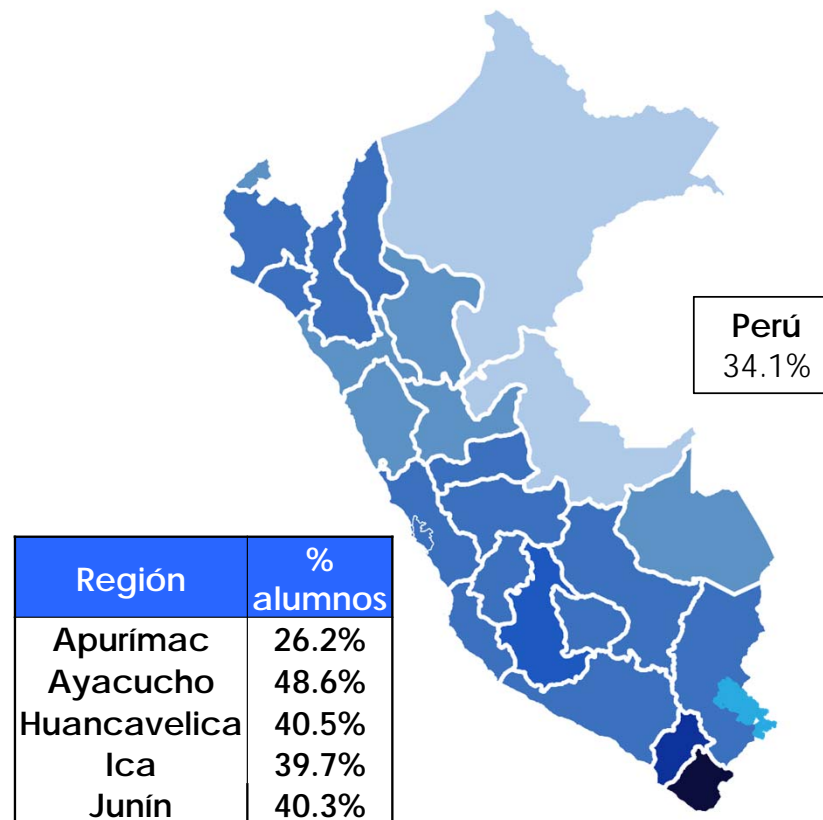 Perú
34.1%
Región % alumnos
Apurímac 26.2%
Ayacucho 48.6%
Huancavelica 40.5%
Ica 39.7%
Junín 40.3%